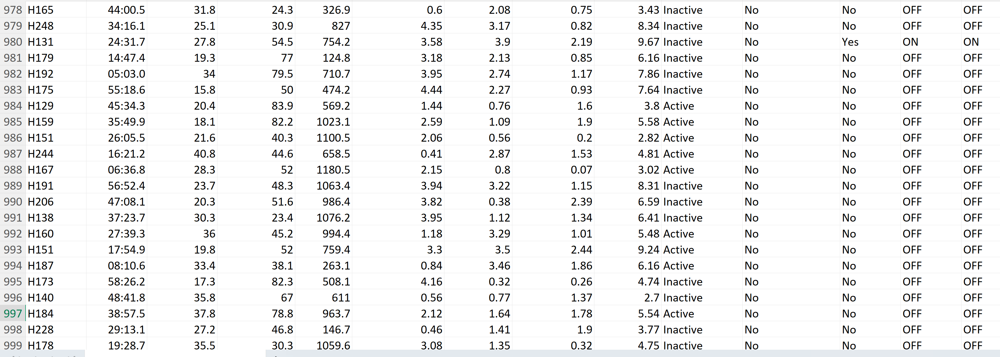 978 H165 44:00.5 31.8 24.3 326.9 0.6 2.08 0.75 3.43 Inactive No No OFF OFF
979 H248 34:16.1 25.1 30.9 827 4.35 3.17 0.82 8.34 Inactive No No OFF OFF
980 H131 24:31.7 27.8 54.5 754.2 3.58 3.9 2.19 9.67 Inactive No Yes ON ON
981 H179 14:47.4 19.3 77 124.8 3.18 2.13 0.85 6.16 Inactive No No OFF OFF
982 H192 05:03.0 34 79.5 710.7 3.95 2.74 1.17 7.86 Inactive No No OFF OFF
983 H175 55:18.6 15.8 50 474.2 4.44 2.27 0.93 7.64 Inactive No No OFF OFF
984 H129 45:34.3 20.4 83.9 569.2 1.44 0.76 1.6 3.8 Active No No OFF OFF
985 H159 35:49.9 18.1 82.2 1023.1 2.59 1.09 1.9 5.58 Active No No OFF OFF
986 H151 26:05.5 21.6 40.3 1100.5 2.06 0.56 0.2 2.82 Active No No OFF OFF
987 H244 16:21.2 40.8 44.6 658.5 0.41 2.87 1.53 4.81 Active No No OFF OFF
988 H167 06:36.8 28.3 52 1180.5 2.15 0.8 0.07 3.02 Active No No OFF OFF
989 H191 56:52.4 23.7 48.3 1063.4 3.94 3.22 1.15 8.31 Inactive No No OFF OFF
990 H206 47:08.1 20.3 51.6 986.4 3.82 0.38 2.39 6.59 Inactive No No OFF OFF
991 H138 37:23.7 30.3 23.4 1076.2 3.95 1.12 1.34 6.41 Inactive No No OFF OFF
992 H160 27:39.3 36 45.2 994.4 1.18 3.29 1.01 5.48 Active No No OFF OFF
993 H151 17:54.9 19.8 52 759.4 3.3 3.5 2.44 9.24 Active No No OFF OFF
994 H187 08:10.6 33.4 38.1 263.1 0.84 3.46 1.86 6.16 Active No No OFF OFF
995 H173 58:26.2 17.3 82.3 508.1 4.16 0.32 0.26 4.74 Inactive No No OFF OFF
996 H140 48:41.8 35.8 67 611 0.56 0.77 1.37 2.7 Inactive No No OFF OFF
997 H184 38:57.5 37.8 78.8 963.7 2.12 1.64 1.78 5.54 Active No No OFF OFF
998 H228 29:13.1 27.2 46.8 146.7 0.46 1.41 1.9 3.77 Inactive No No OFF OFF
999 H178 19:28.7 35.5 30.3 1059.6 3.08 1.35 0.32 4.75 Inactive No No OFF OFF